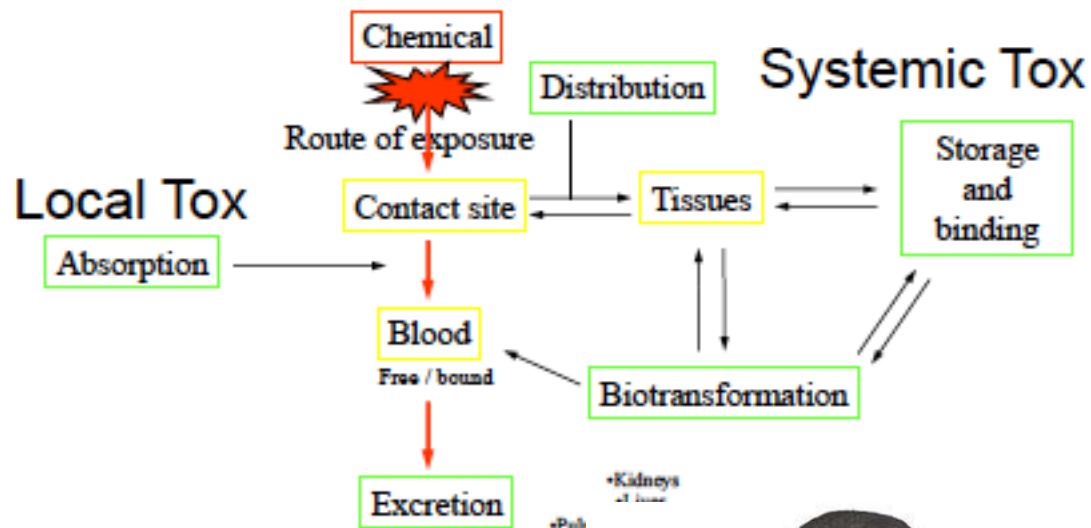 Chemical
Distribution
Systemic Tox
Route of exposure
Storage
and
binding
Local Tox
Contact site
Tissues
Absorption
Blood
Free / bound
Biotransformation
Excretion
•Kidneys